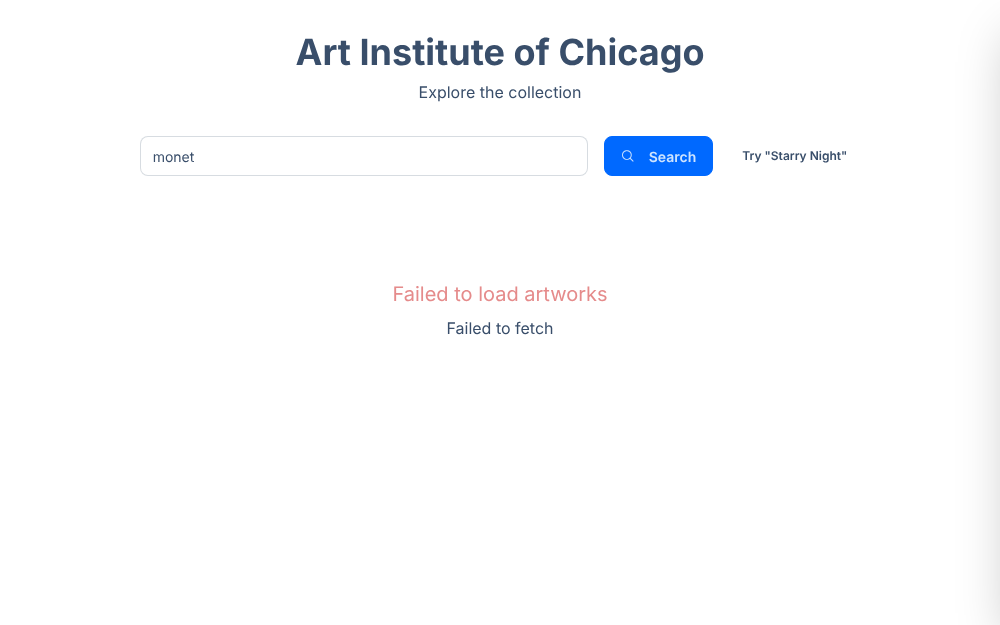 Art Institute of Chicago
Explore the collection
monet
Search
Try "Starry Night"
Failed to load artworks
Failed to fetch